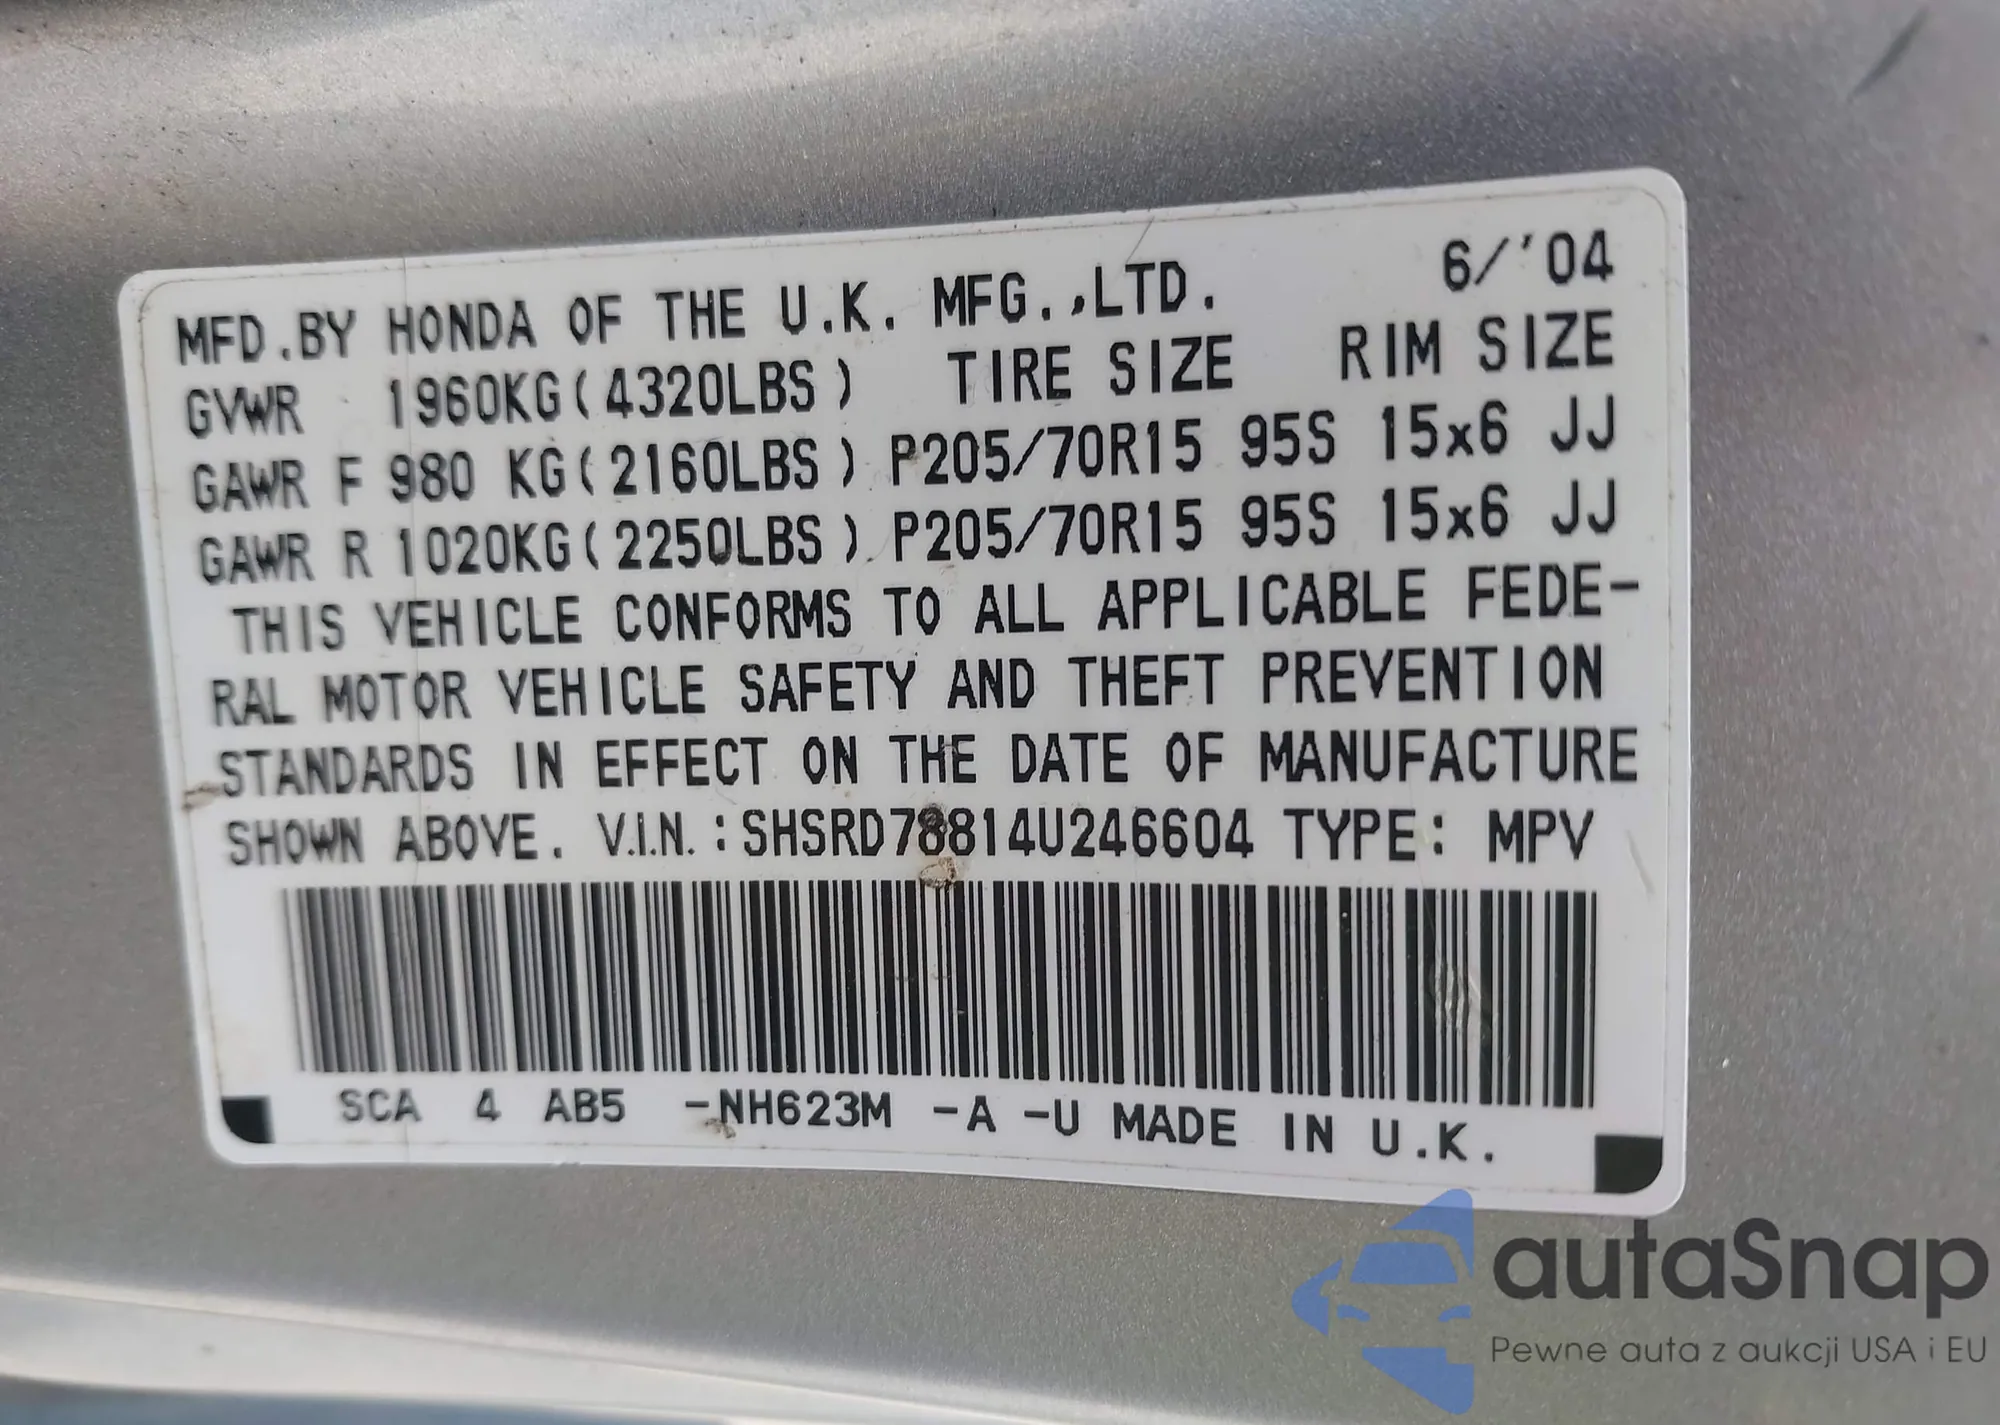 MFD.BY HONDA OF THE U.K. MFG.,LTD. 6/'04
GVWR 1960KG(4320LBS) TIRE SIZE RIM SIZE
GAWR F 980 KG(2160LBS) P205/70R15 95S 15x6 JJ
GAWR R 1020KG(2250LBS) P205/70R15 95S 15x6 JJ
THIS VEHICLE CONFORMS TO ALL APPLICABLE FEDE-
RAL MOTOR VEHICLE SAFETY AND THEFT PREVENTION
STANDARDS IN EFFECT ON THE DATE OF MANUFACTURE
SHOWN ABOVE. V.I.N.:SHSRD78814U246604 TYPE: MPV
SCA 4 AB5 -NH623M -A -U MADE IN U.K.
autaSnap
Pewne auta z aukcji USA i EU